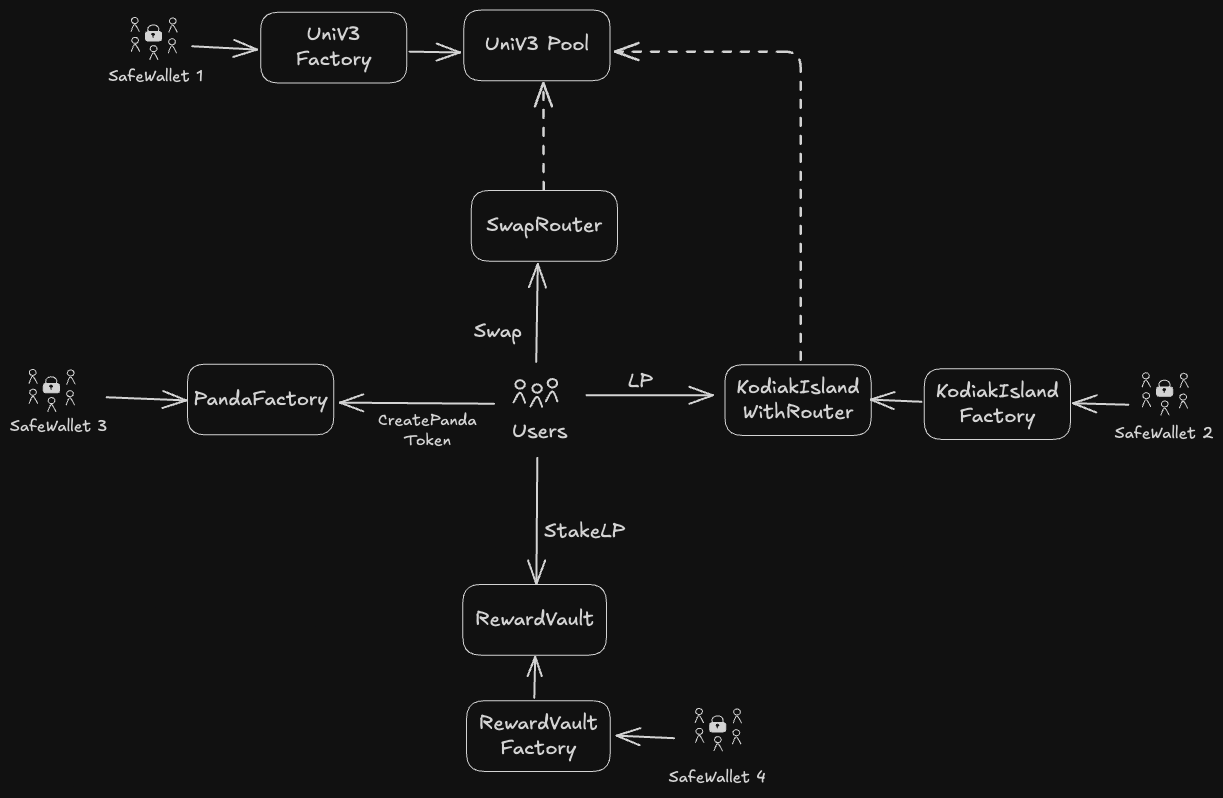 SafeWallet 1
UniV3
Factory
UniV3 Pool
SwapRouter
Swap
SafeWallet 3
PandaFactory
CreatePanda
Token
Users
LP
KodiakIsland
WithRouter
KodiakIsland
Factory
SafeWallet 2
StakeLP
RewardVault
RewardVault
Factory
SafeWallet 4